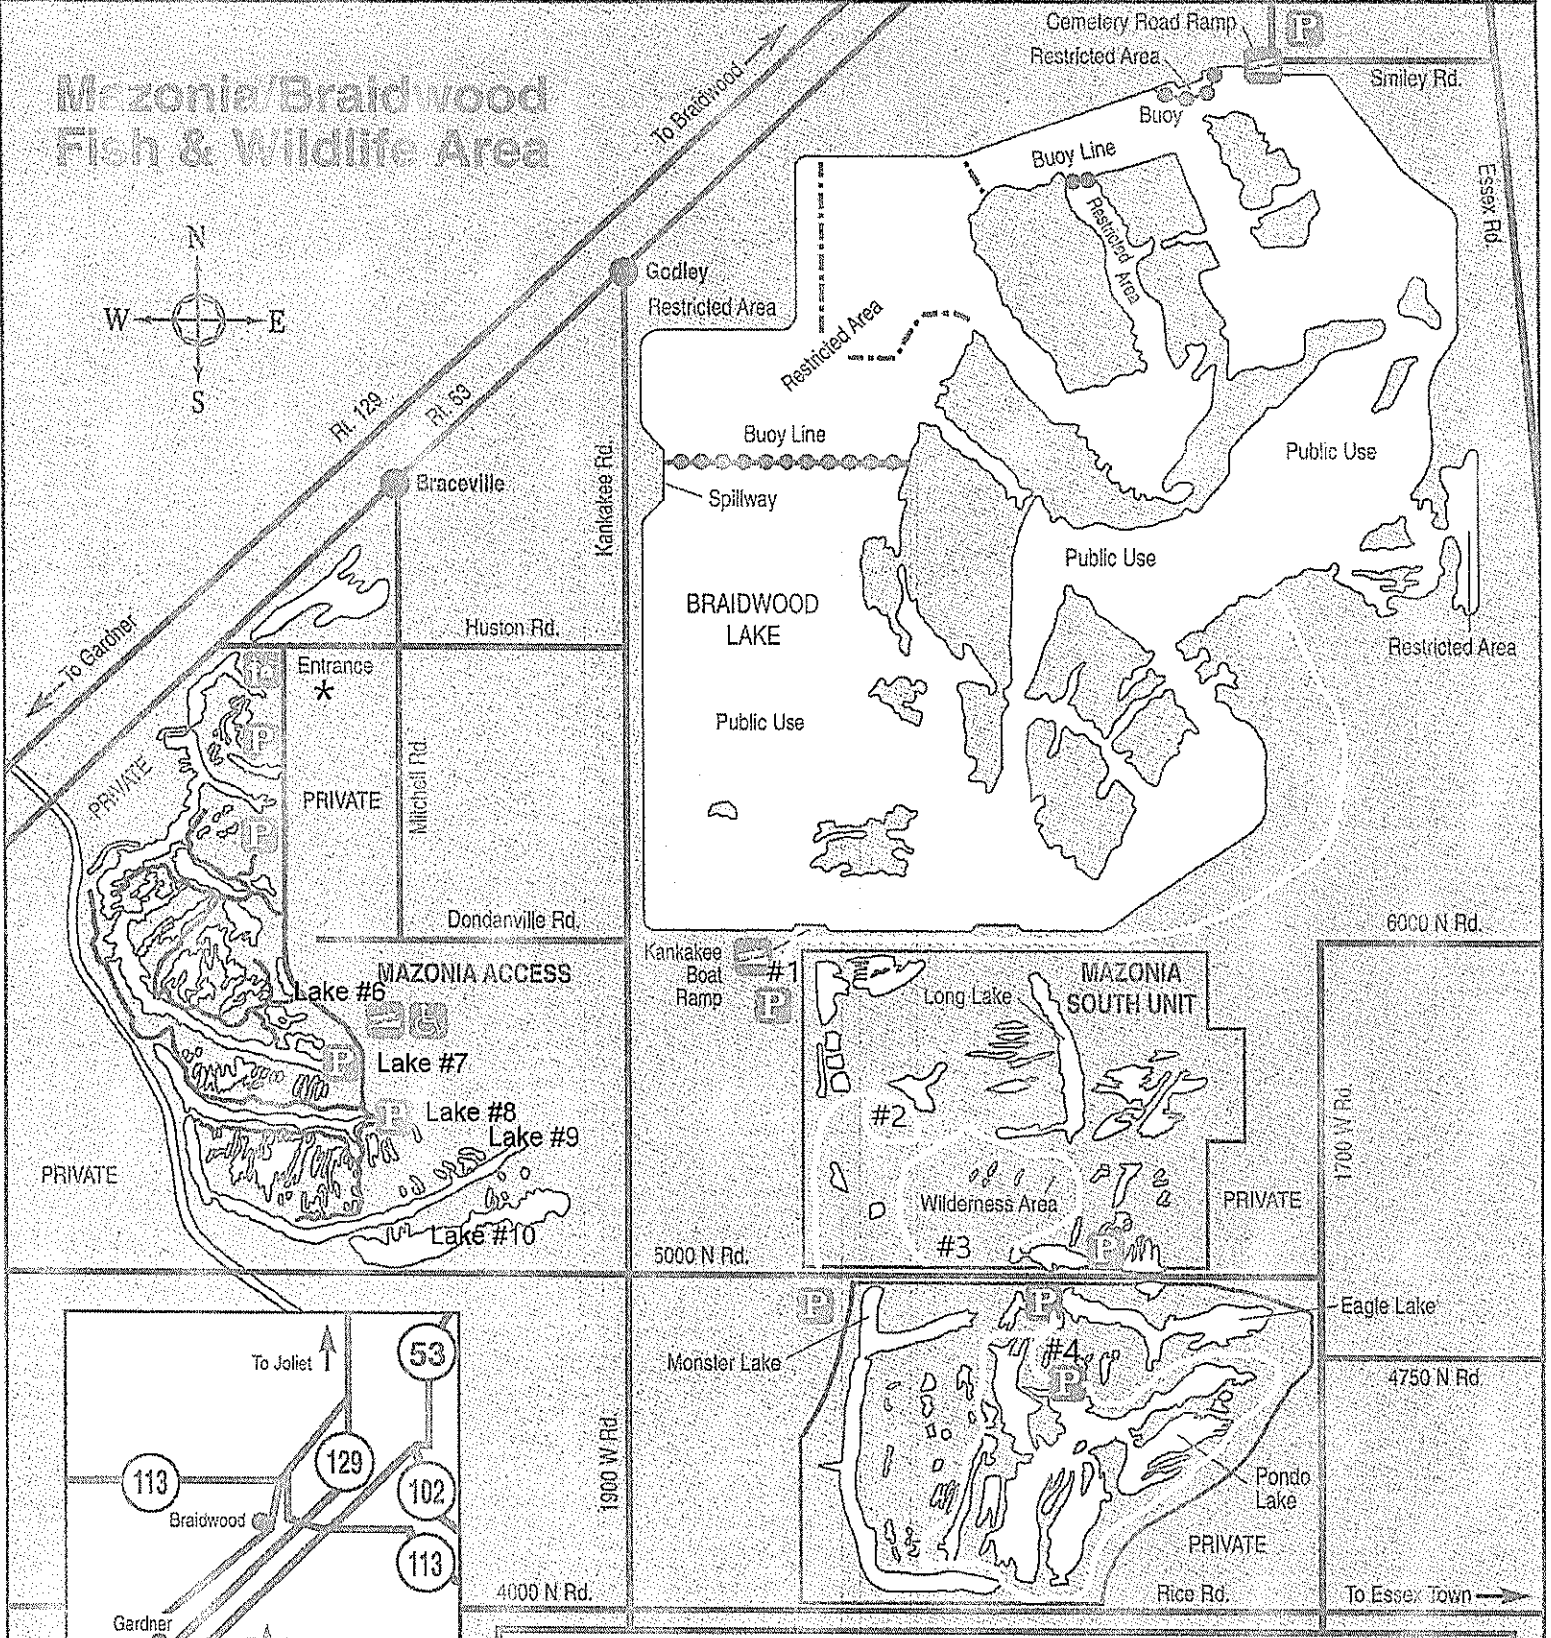 Mazonia/Braidwood
Fish & Wildlife Area
N
W
E
S
To Braidwood
Cemetery Road Ramp
P
Restricted Area
Smiley Rd.
Buoy
Buoy Line
Restricted Area
Essex Rd.
Godley
Restricted Area
Restricted Area
Rt. 129
Rt. 53
Kankakee Rd.
Buoy Line
Public Use
Braceville
Spillway
Public Use
BRAIDWOOD
LAKE
Huston Rd.
To Gardner
Entrance
*
Restricted Area
Public Use
P
PRIVATE
PRIVATE
Mitchell Rd.
P
Dondanville Rd.
6000 N Rd.
MAZONIA ACCESS
Kankakee
Boat
Ramp
#1
P
Long Lake
MAZONIA
SOUTH UNIT
Lake #6
P
Lake #7
P
Lake #8
Lake #9
#2
1700 W Rd.
PRIVATE
Wilderness Area
PRIVATE
Lake #10
#3
P
5000 N Rd.
P
P
Eagle Lake
Monster Lake
#4
P
4750 N Rd.
To Joliet
53
129
113
102
Braidwood
113
Gardner
1900 W Rd.
Pondo
Lake
PRIVATE
4000 N Rd.
Rice Rd.
To Essex Town